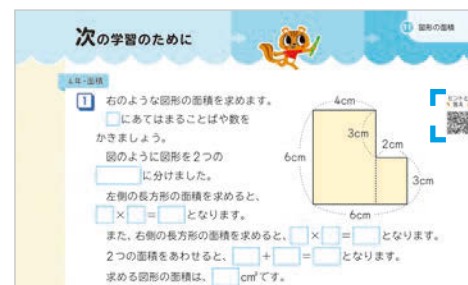 次の学習のために
11 図形の面積
4年・面積
1 右のような図形の面積を求めます。
□にあてはまることばや数を
かきましょう。
図のように図形を2つの
□に分けました。
左側の長方形の面積を求めると、
□×□=□となります。
また、右側の長方形の面積を求めると、□×□=□となります。
2つの面積をあわせると、□+□=□となります。
求める図形の面積は、□cm²です。
4cm
3cm
2cm
6cm
3cm
6cm